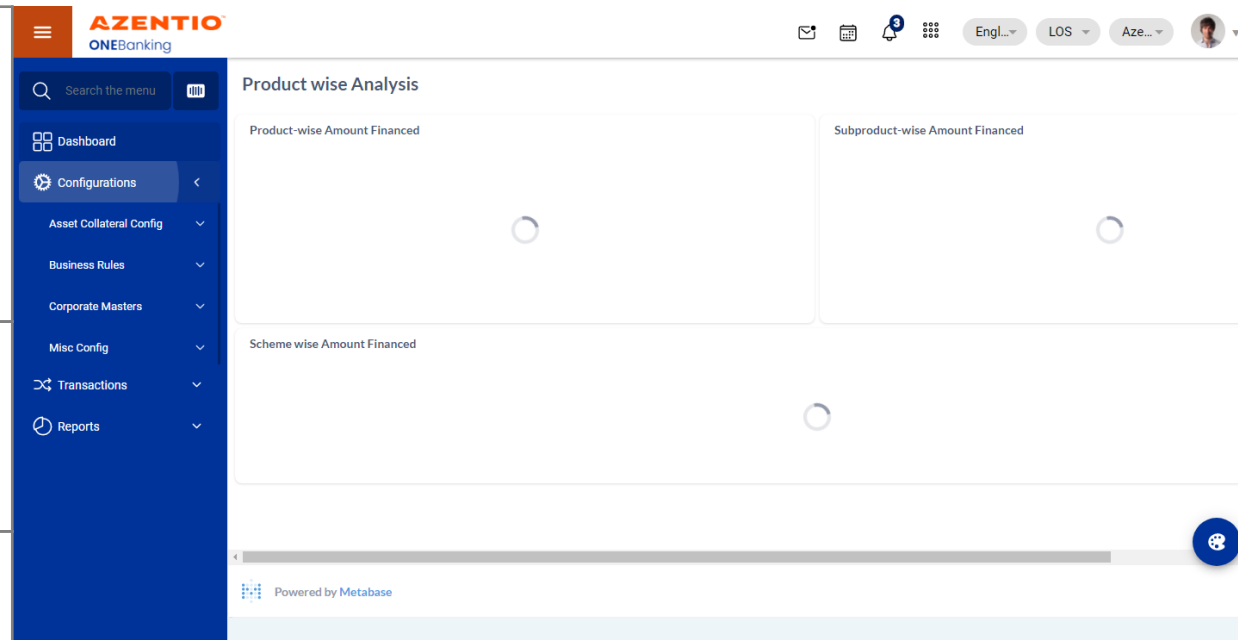 AZENTIO
ONEBanking
3
Engl...
LOS
Aze...
Search the menu
Dashboard
Configurations
Asset Collateral Config
Business Rules
Corporate Masters
Misc Config
Transactions
Reports
Product wise Analysis
Product-wise Amount Financed
Subproduct-wise Amount Financed
Scheme wise Amount Financed
Powered by Metabase